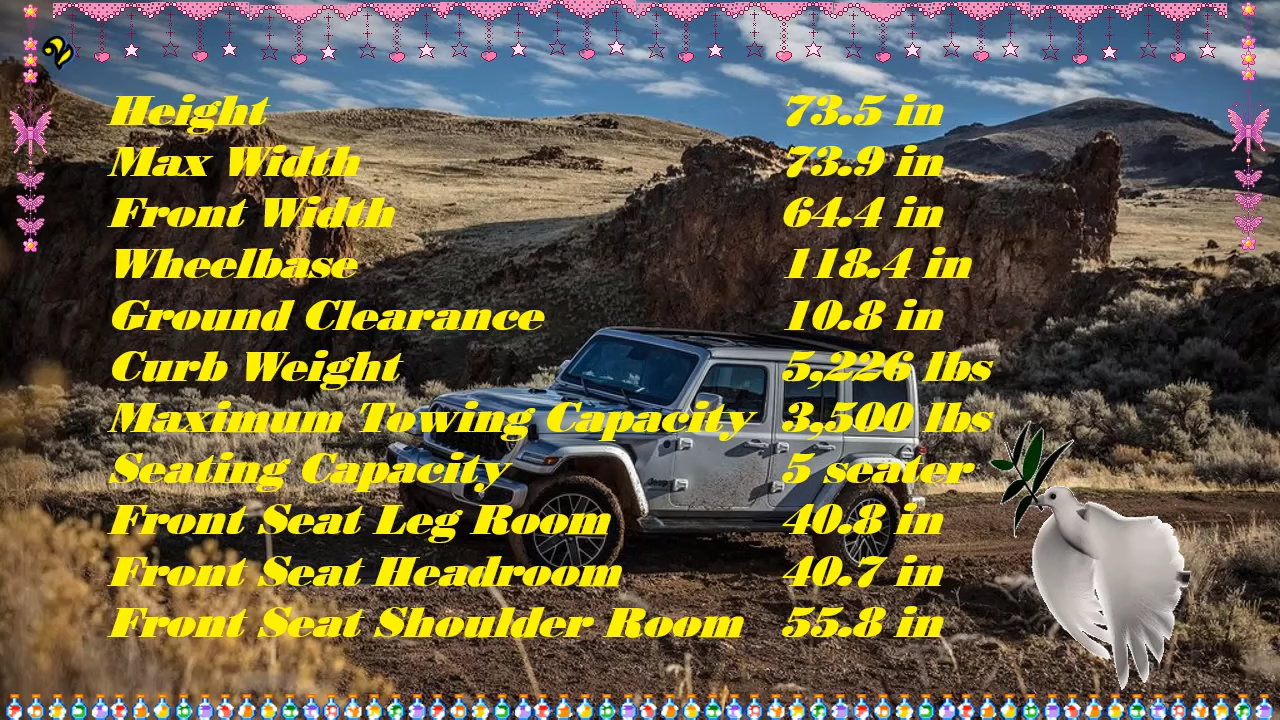 Height 73.5 in
Max Width 73.9 in
Front Width 64.4 in
Wheelbase 118.4 in
Ground Clearance 10.8 in
Curb Weight 5,226 lbs
Maximum Towing Capacity 3,500 lbs
Seating Capacity 5 seater
Front Seat Leg Room 40.8 in
Front Seat Headroom 40.7 in
Front Seat Shoulder Room 55.8 in
Jeep